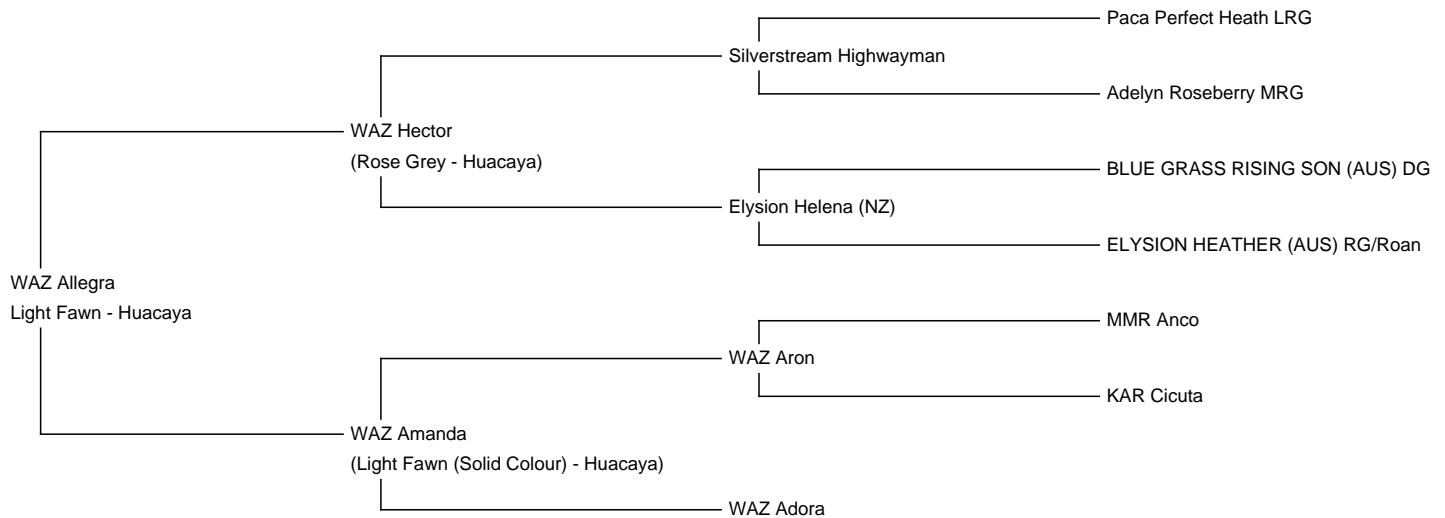 Paca Perfect Heath LRG
Silverstream Highwayman
Adelyn Roseberry MRG
WAZ Hector
(Rose Grey - Huacaya)
BLUE GRASS RISING SON (AUS) DG
Elysion Helena (NZ)
ELYSION HEATHER (AUS) RG/Roan
WAZ Allegra
Light Fawn - Huacaya
MMR Anco
WAZ Aron
KAR Cicuta
WAZ Amanda
(Light Fawn (Solid Colour) - Huacaya)
WAZ Adora